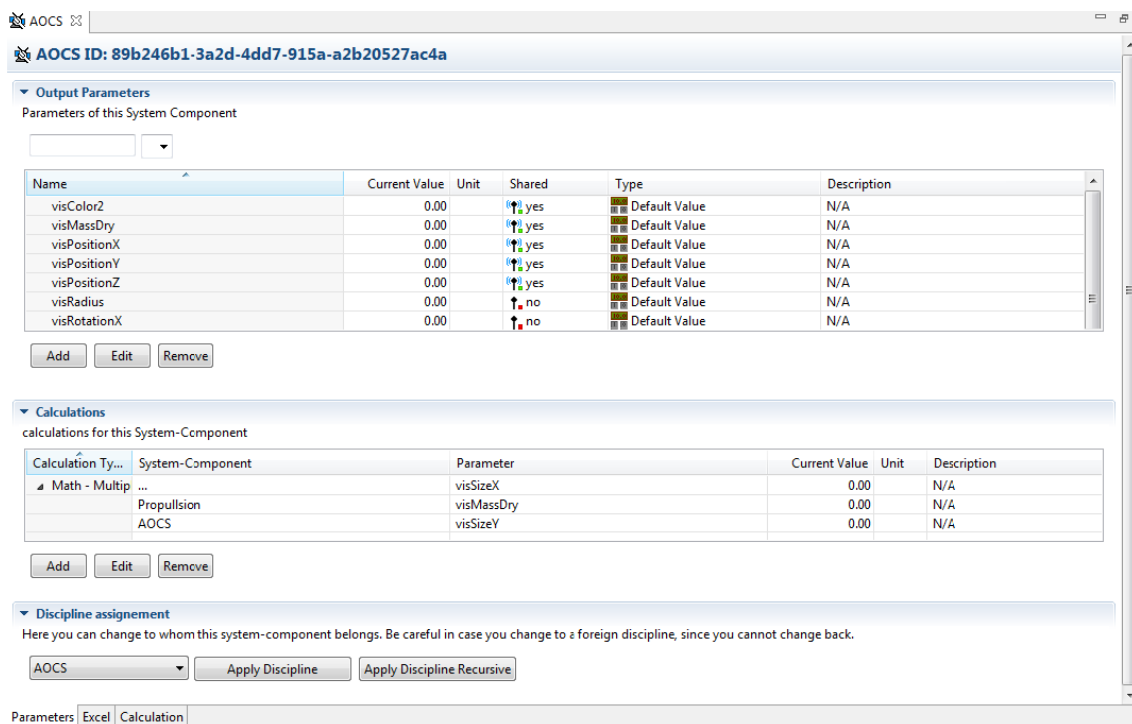 AOCS
AOCS ID: 89b246b1-3a2d-4dd7-915a-a2b20527ac4a
Output Parameters
Parameters of this System Component
Name Current Value Unit Shared Type Description
visColor2 0.00 yes Default Value N/A
visMassDry 0.00 yes Default Value N/A
visPositionX 0.00 yes Default Value N/A
visPositionY 0.00 yes Default Value N/A
visPositionZ 0.00 yes Default Value N/A
visRadius 0.00 no Default Value N/A
visRotationX 0.00 no Default Value N/A
Add Edit Remove
Calculations
calculations for this System-Component
Calculation Ty... System-Component Parameter Current Value Unit Description
Math - Multip ... visSizeX 0.00 N/A
Propullsion visMassDry 0.00 N/A
AOCS visSizeY 0.00 N/A
Add Edit Remove
Discipline assignement
Here you can change to whom this system-component belongs. Be careful in case you change to a foreign discipline, since you cannot change back.
AOCS Apply Discipline Apply Discipline Recursive
Parameters Excel Calculation